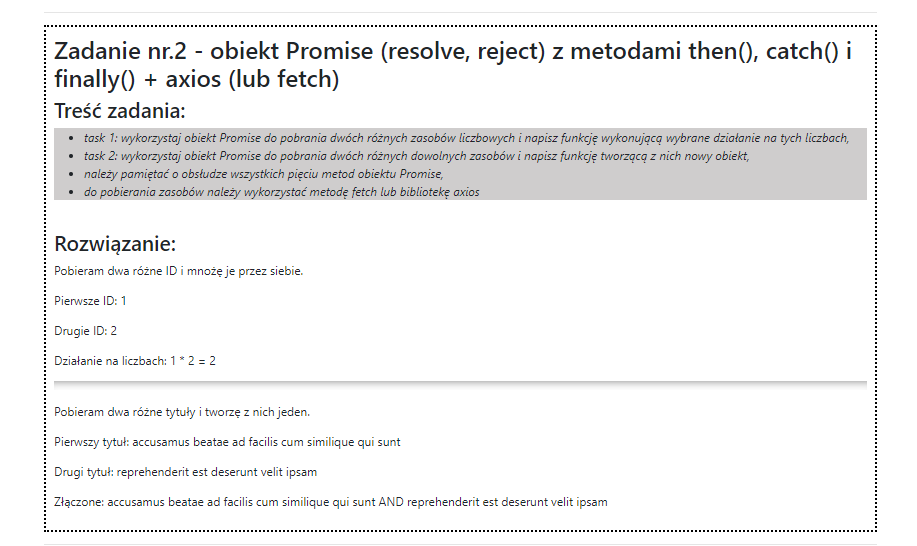 Zadanie nr.2 - obiekt Promise (resolve, reject) z metodami then(), catch() i
finally() + axios (lub fetch)
Treść zadania:
• task 1: wykorzystaj obiekt Promise do pobrania dwóch różnych zasobów liczbowych i napisz funkcję wykonującą wybrane działanie na tych liczbach,
• task 2: wykorzystaj obiekt Promise do pobrania dwóch różnych dowolnych zasobów i napisz funkcję tworzącą z nich nowy obiekt,
• należy pamiętać o obsłudze wszystkich pięciu metod obiektu Promise,
• do pobierania zasobów należy wykorzystać metodę fetch lub bibliotekę axios
Rozwiązanie:
Pobieram dwa różne ID i mnożę je przez siebie.
Pierwsze ID: 1
Drugie ID: 2
Działanie na liczbach: 1 * 2 = 2
Pobieram dwa różne tytuły i tworzę z nich jeden.
Pierwszy tytuł: accusamus beatae ad facilis cum similique qui sunt
Drugi tytuł: reprehenderit est deserunt velit ipsam
Złączone: accusamus beatae ad facilis cum similique qui sunt AND reprehenderit est deserunt velit ipsam